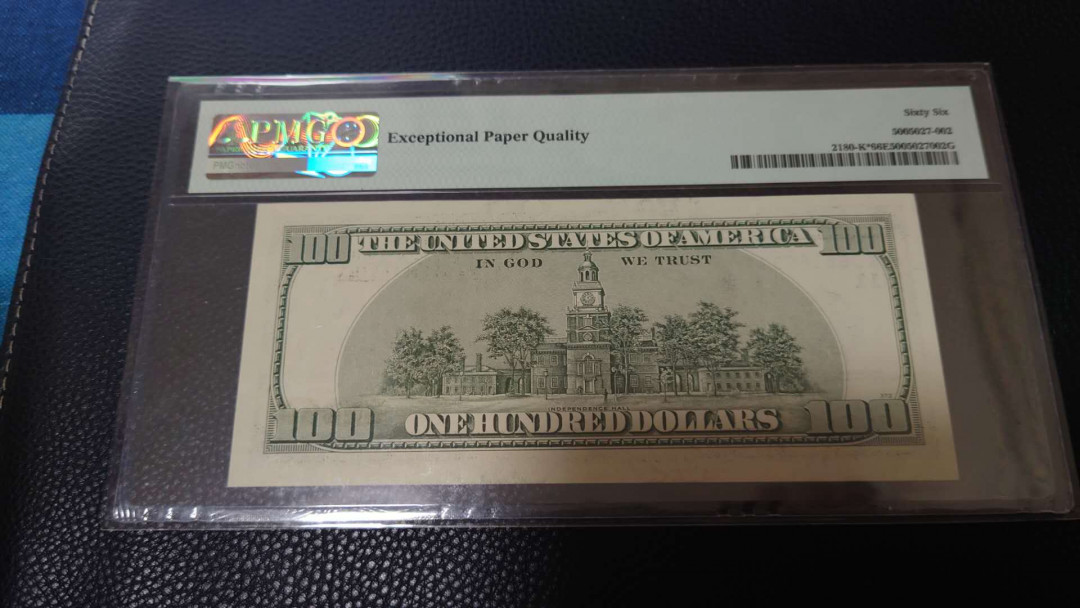 PMG
Exceptional Paper Quality
Sixty Six
5005027-002
2180-K*66E5005027002G
100 THE UNITED STATES OF AMERICA 100
IN GOD WE TRUST
INDEPENDENCE HALL
100 ONE HUNDRED DOLLARS 100